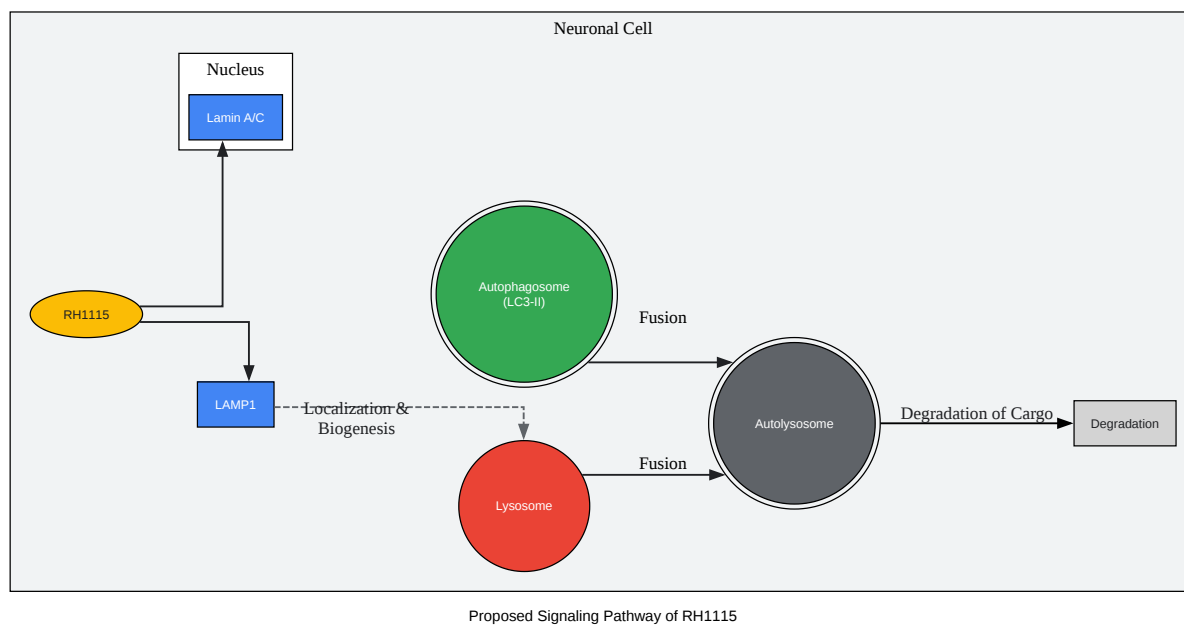 Neuronal Cell
Nucleus
Lamin A/C
RH1115
LAMP1
Localization &
Biogenesis
Autophagosome
(LC3-II)
Fusion
Lysosome
Fusion
Autolysosome
Degradation of Cargo
Degradation
Proposed Signaling Pathway of RH1115